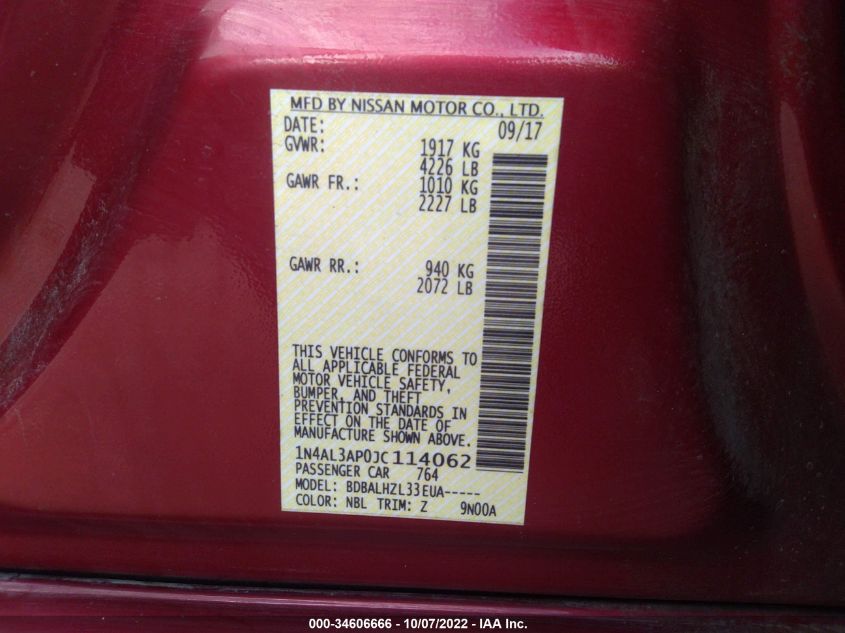 MFD BY NISSAN MOTOR CO., LTD.
DATE: 09/17
GVWR: 1917 KG
4226 LB
GAWR FR.: 1010 KG
2227 LB
GAWR RR.: 940 KG
2072 LB
THIS VEHICLE CONFORMS TO
ALL APPLICABLE FEDERAL
MOTOR VEHICLE SAFETY,
BUMPER, AND THEFT
PREVENTION STANDARDS IN
EFFECT ON THE DATE OF
MANUFACTURE SHOWN ABOVE.
1N4AL3AP0JC114062
PASSENGER CAR 764
MODEL: BDBALHZL33EUA-----
COLOR: NBL TRIM: Z 9N00A
000-34606666 - 10/07/2022 - IAA Inc.